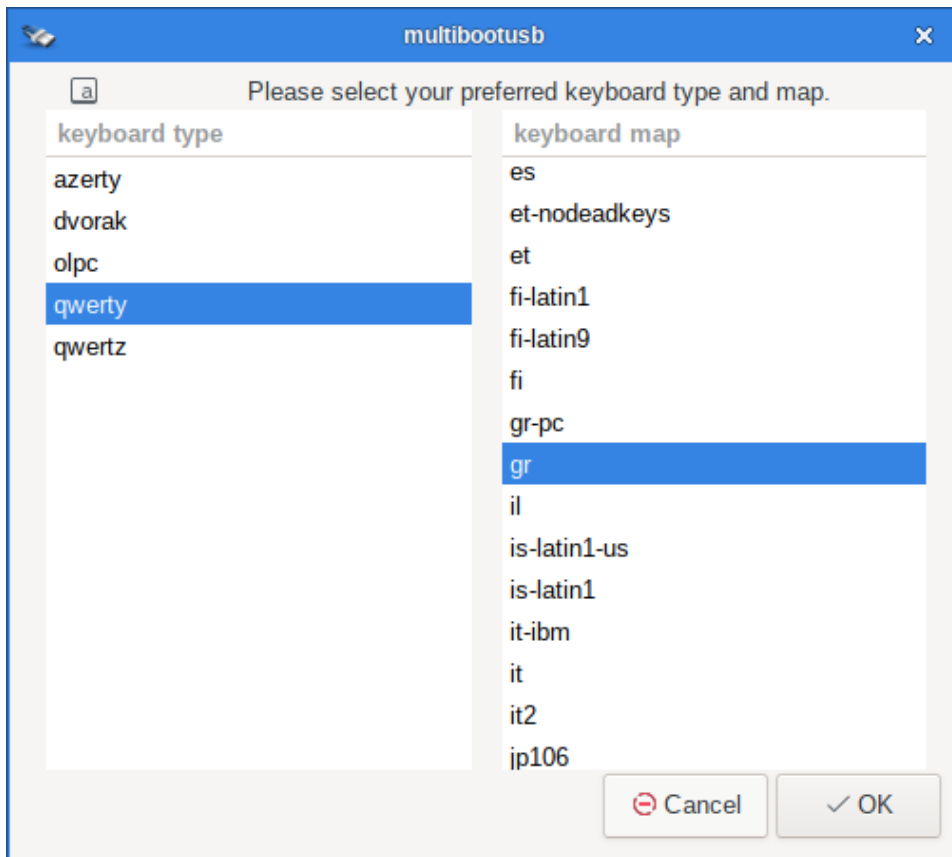 multibootusb
a
Please select your preferred keyboard type and map.
keyboard type
azerty
dvorak
olpc
qwerty
qwertz
keyboard map
es
et-nodeadkeys
et
fi-latin1
fi-latin9
fi
gr-pc
gr
il
is-latin1-us
is-latin1
it-ibm
it
it2
jp106
Cancel
OK